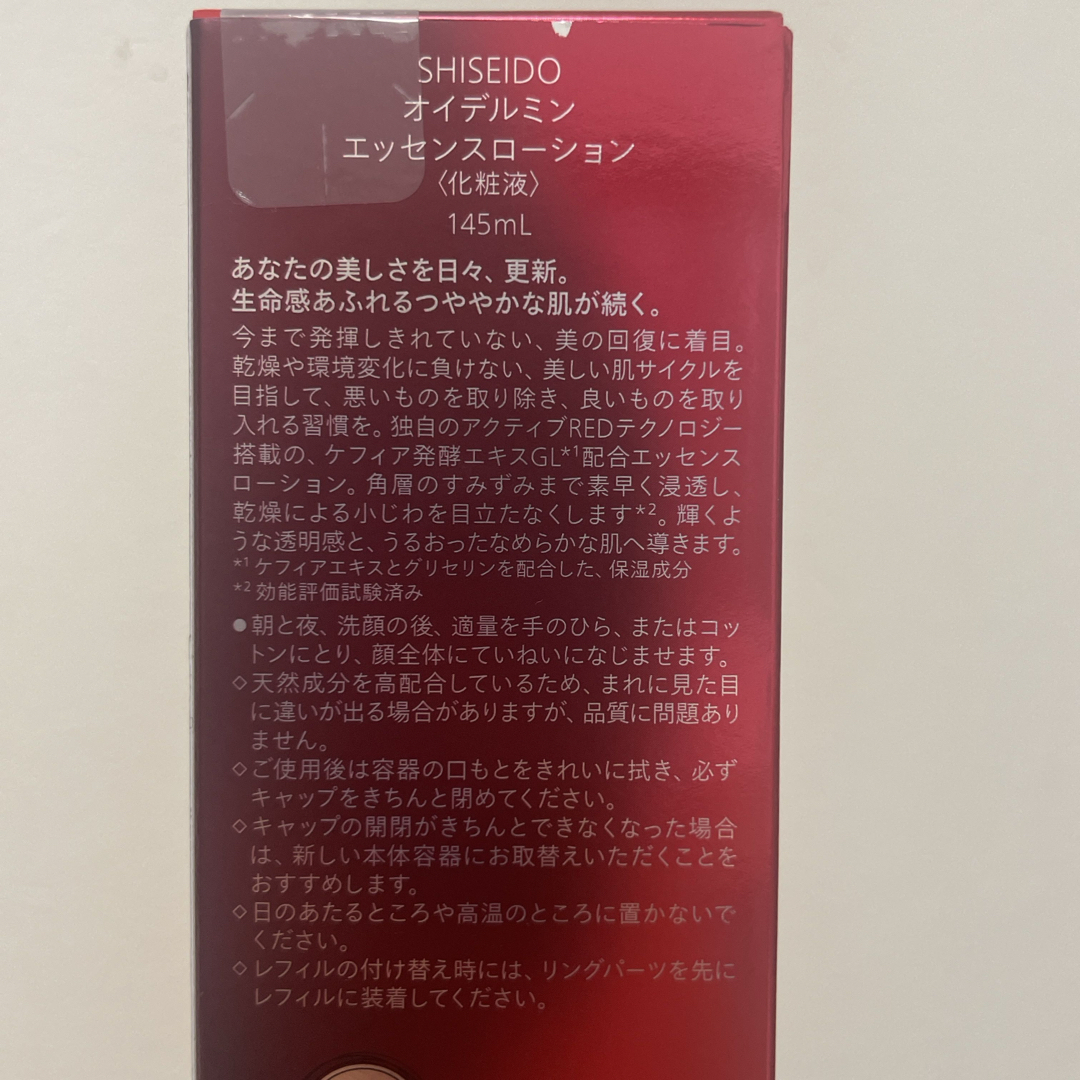 SHISEIDO
オイデルミン
エッセンスローション
〈化粧液〉
145mL
あなたの美しさを日々、更新。
生命感あふれるつややかな肌が続く。
今まで発揮しきれていない、美の回復に着目。
乾燥や環境変化に負けない、美しい肌サイクルを
目指して、悪いものを取り除き、良いものを取り
入れる習慣を。独自のアクティブREDテクノロジー
搭載の、ケフィア発酵エキスGL*1配合エッセンス
ローション。角層のすみずみまで素早く浸透し、
乾燥による小じわを目立たなくします*2。輝くよ
うな透明感と、うるおったなめらかな肌へ導きます。
*1 ケフィアエキスとグリセリンを配合した、保湿成分
*2 効能評価試験済み
●朝と夜、洗顔の後、適量を手のひら、またはコッ
トンにとり、顔全体にていねいになじませます。
◇天然成分を高配合しているため、まれに見た目
に違いが出る場合がありますが、品質に問題あり
ません。
◇ご使用後は容器の口もとをきれいに拭き、必ず
キャップをきちんと閉めてください。
◇キャップの開閉がきちんとできなくなった場合
は、新しい本体容器にお取替えいただくことを
おすすめします。
◇日のあたるところや高温のところに置かないで
ください。
◇レフィルの付け替え時には、リングパーツを先に
レフィルに装着してください。